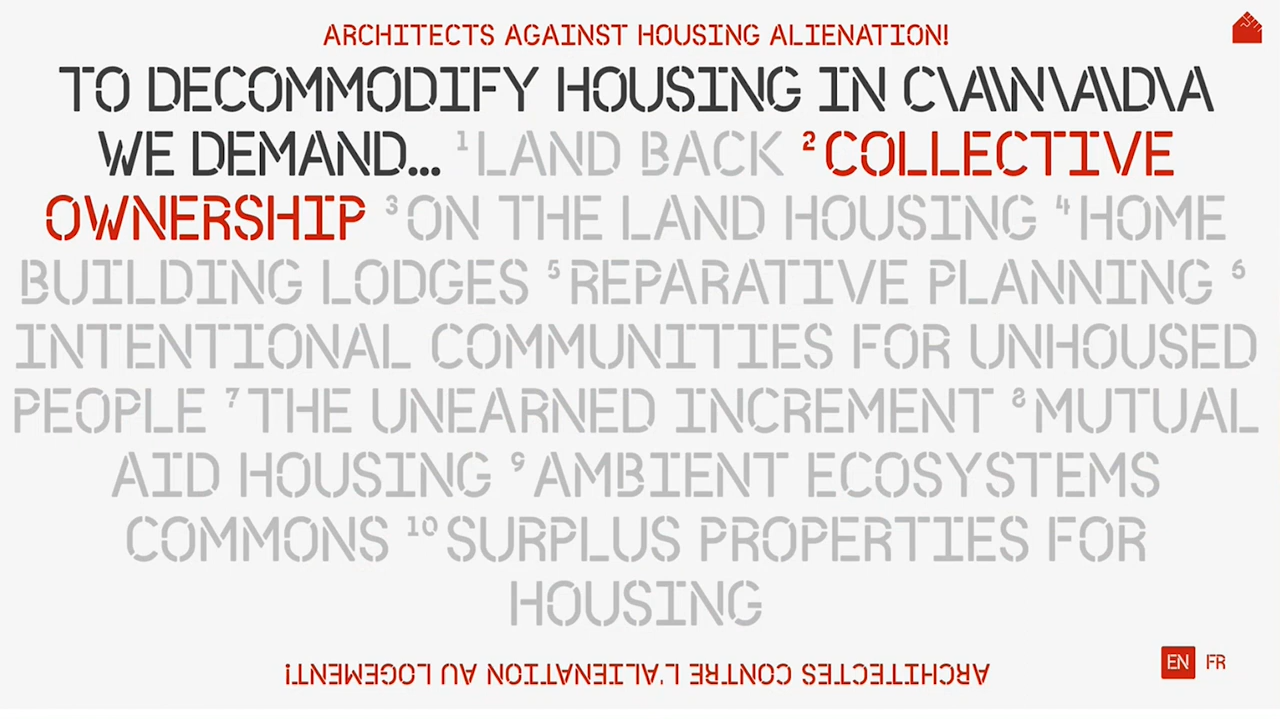 ARCHITECTS AGAINST HOUSING ALIENATION!
TO DECOMMODIFY HOUSING IN C\A\N\A\D\A
WE DEMAND... ¹LAND BACK ²COLLECTIVE
OWNERSHIP ³ON THE LAND HOUSING ⁴HOME
BUILDING LODGES ⁵REPARATIVE PLANNING ⁶
INTENTIONAL COMMUNITIES FOR UNHOUSED
PEOPLE ⁷THE UNEARNED INCREMENT ⁸MUTUAL
AID HOUSING ⁹AMBIENT ECOSYSTEMS
COMMONS ¹⁰SURPLUS PROPERTIES FOR
HOUSING
EN FR
ARCHITECTES CONTRE L'ALIENATION AU LOGEMENT!